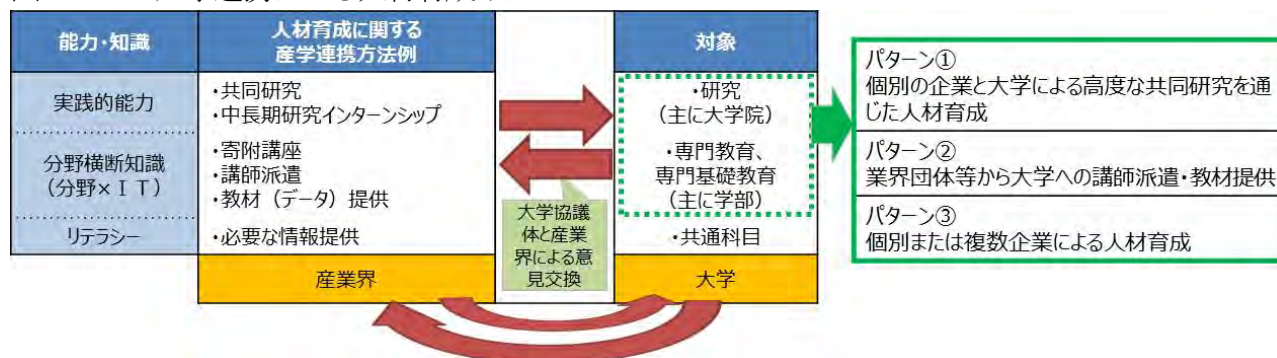 能力・知識
人材育成に関する
産学連携方法例
対象
実践的能力
・共同研究
・中長期研究インターンシップ
・研究
（主に大学院）
分野横断知識
（分野×ＩＴ）
・寄附講座
・講師派遣
・教材（データ）提供
・専門教育、
専門基礎教育
（主に学部）
リテラシー
・必要な情報提供
・共通科目
産業界
大学
大学協議
体と産業
界による意
見交換
パターン①
個別の企業と大学による高度な共同研究を通
じた人材育成
パターン②
業界団体等から大学への講師派遣・教材提供
パターン③
個別または複数企業による人材育成